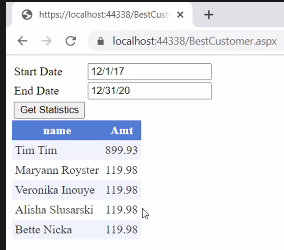 https://localhost:44338/BestCusto
localhost:44338/BestCustomer.aspx
Start Date 12/1/17
End Date 12/31/20
Get Statistics
name Amt
Tim Tim 899.93
Maryann Royster 119.98
Veronika Inouye 119.98
Alisha Slusarski 119.98
Bette Nicka 119.98